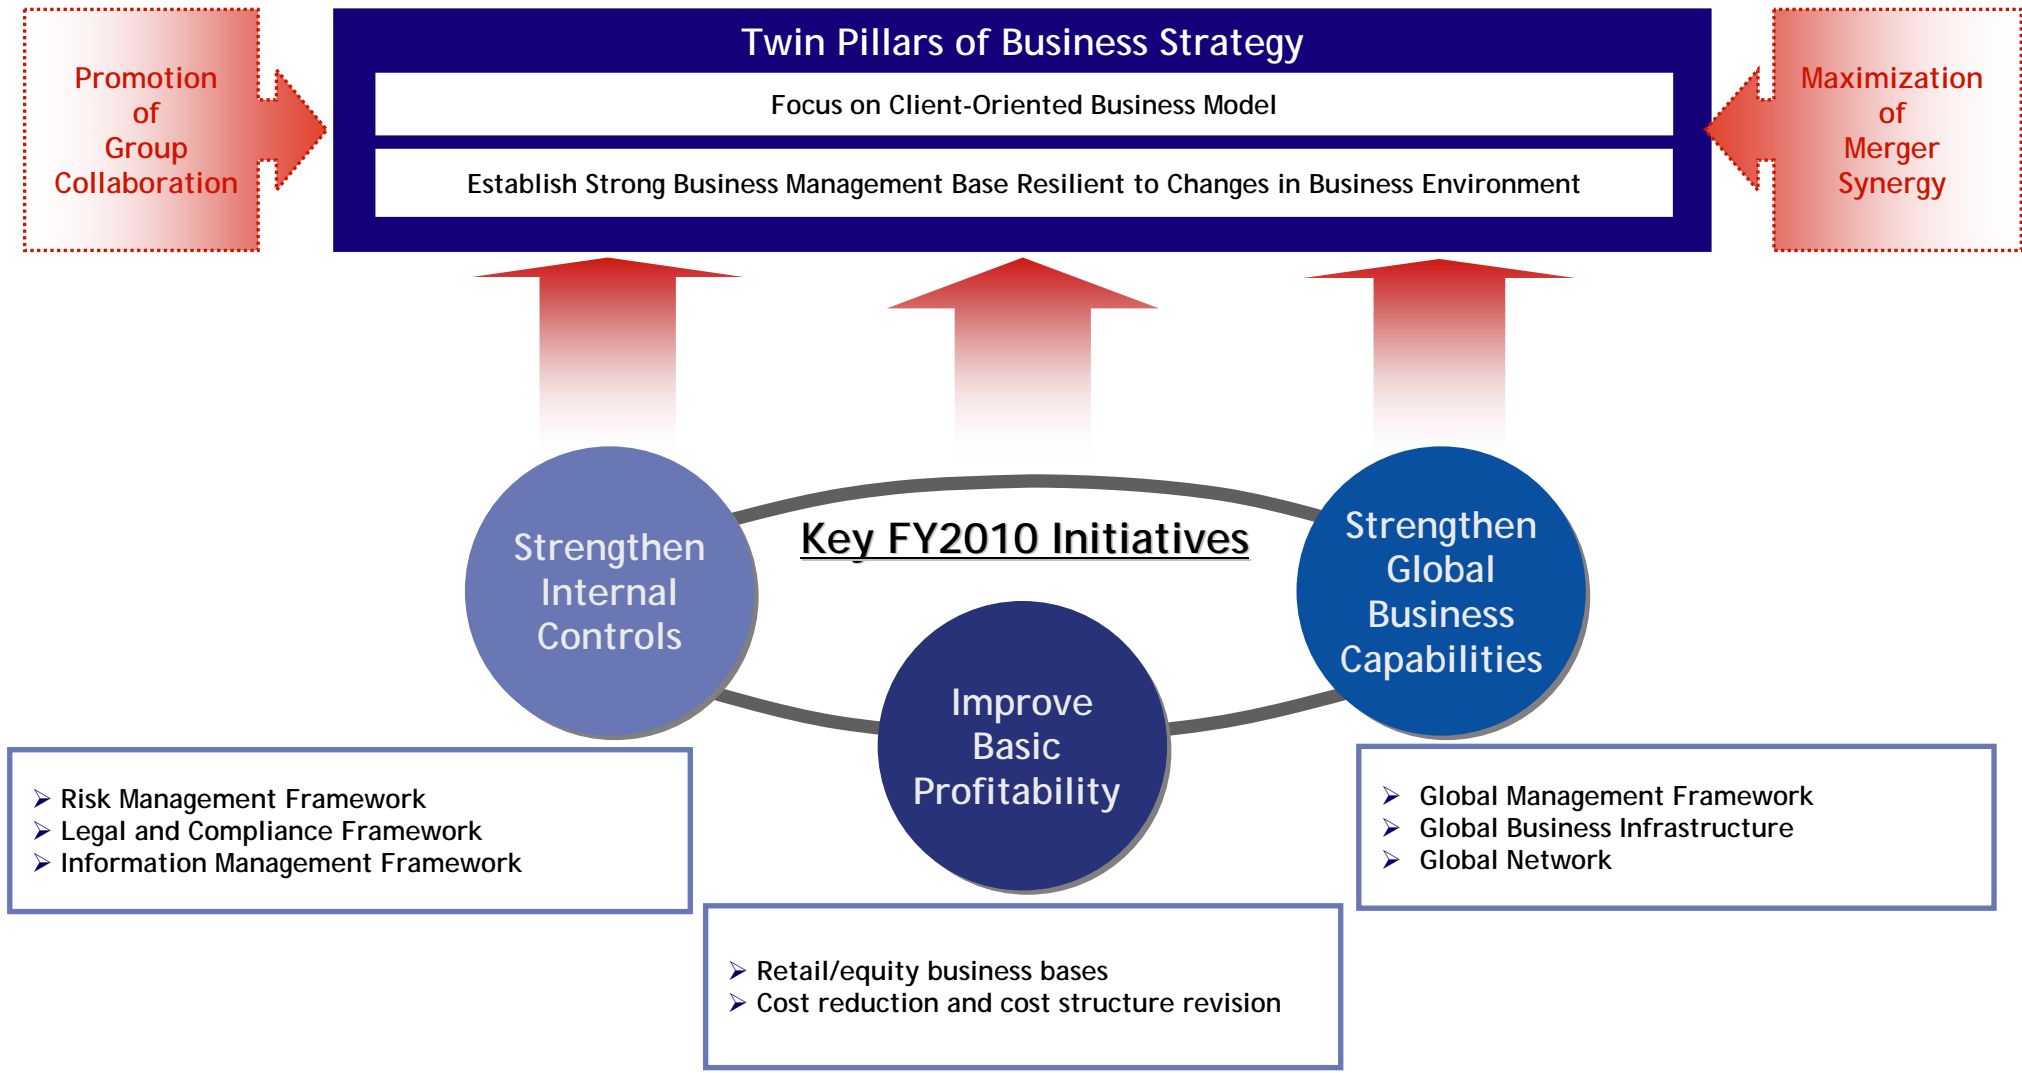 Twin Pillars of Business Strategy
Focus on Client-Oriented Business Model
Establish Strong Business Management Base Resilient to Changes in Business Environment
Promotion
of
Group
Collaboration
Maximization
of
Merger
Synergy
Key FY2010 Initiatives
Strengthen
Internal
Controls
Improve
Basic
Profitability
Strengthen
Global
Business
Capabilities
➢ Risk Management Framework
➢ Legal and Compliance Framework
➢ Information Management Framework
➢ Retail/equity business bases
➢ Cost reduction and cost structure revision
➢ Global Management Framework
➢ Global Business Infrastructure
➢ Global Network